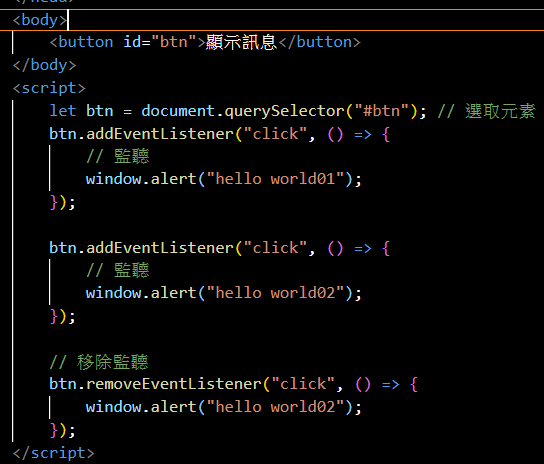 </head>
<body>
    <button id="btn">顯示訊息</button>
</body>
<script>
    let btn = document.querySelector("#btn"); // 選取元素
    btn.addEventListener("click", () => {
        // 監聽
        window.alert("hello world01");
    });

    btn.addEventListener("click", () => {
        // 監聽
        window.alert("hello world02");
    });

    // 移除監聽
    btn.removeEventListener("click", () => {
        window.alert("hello world02");
    });
</script>